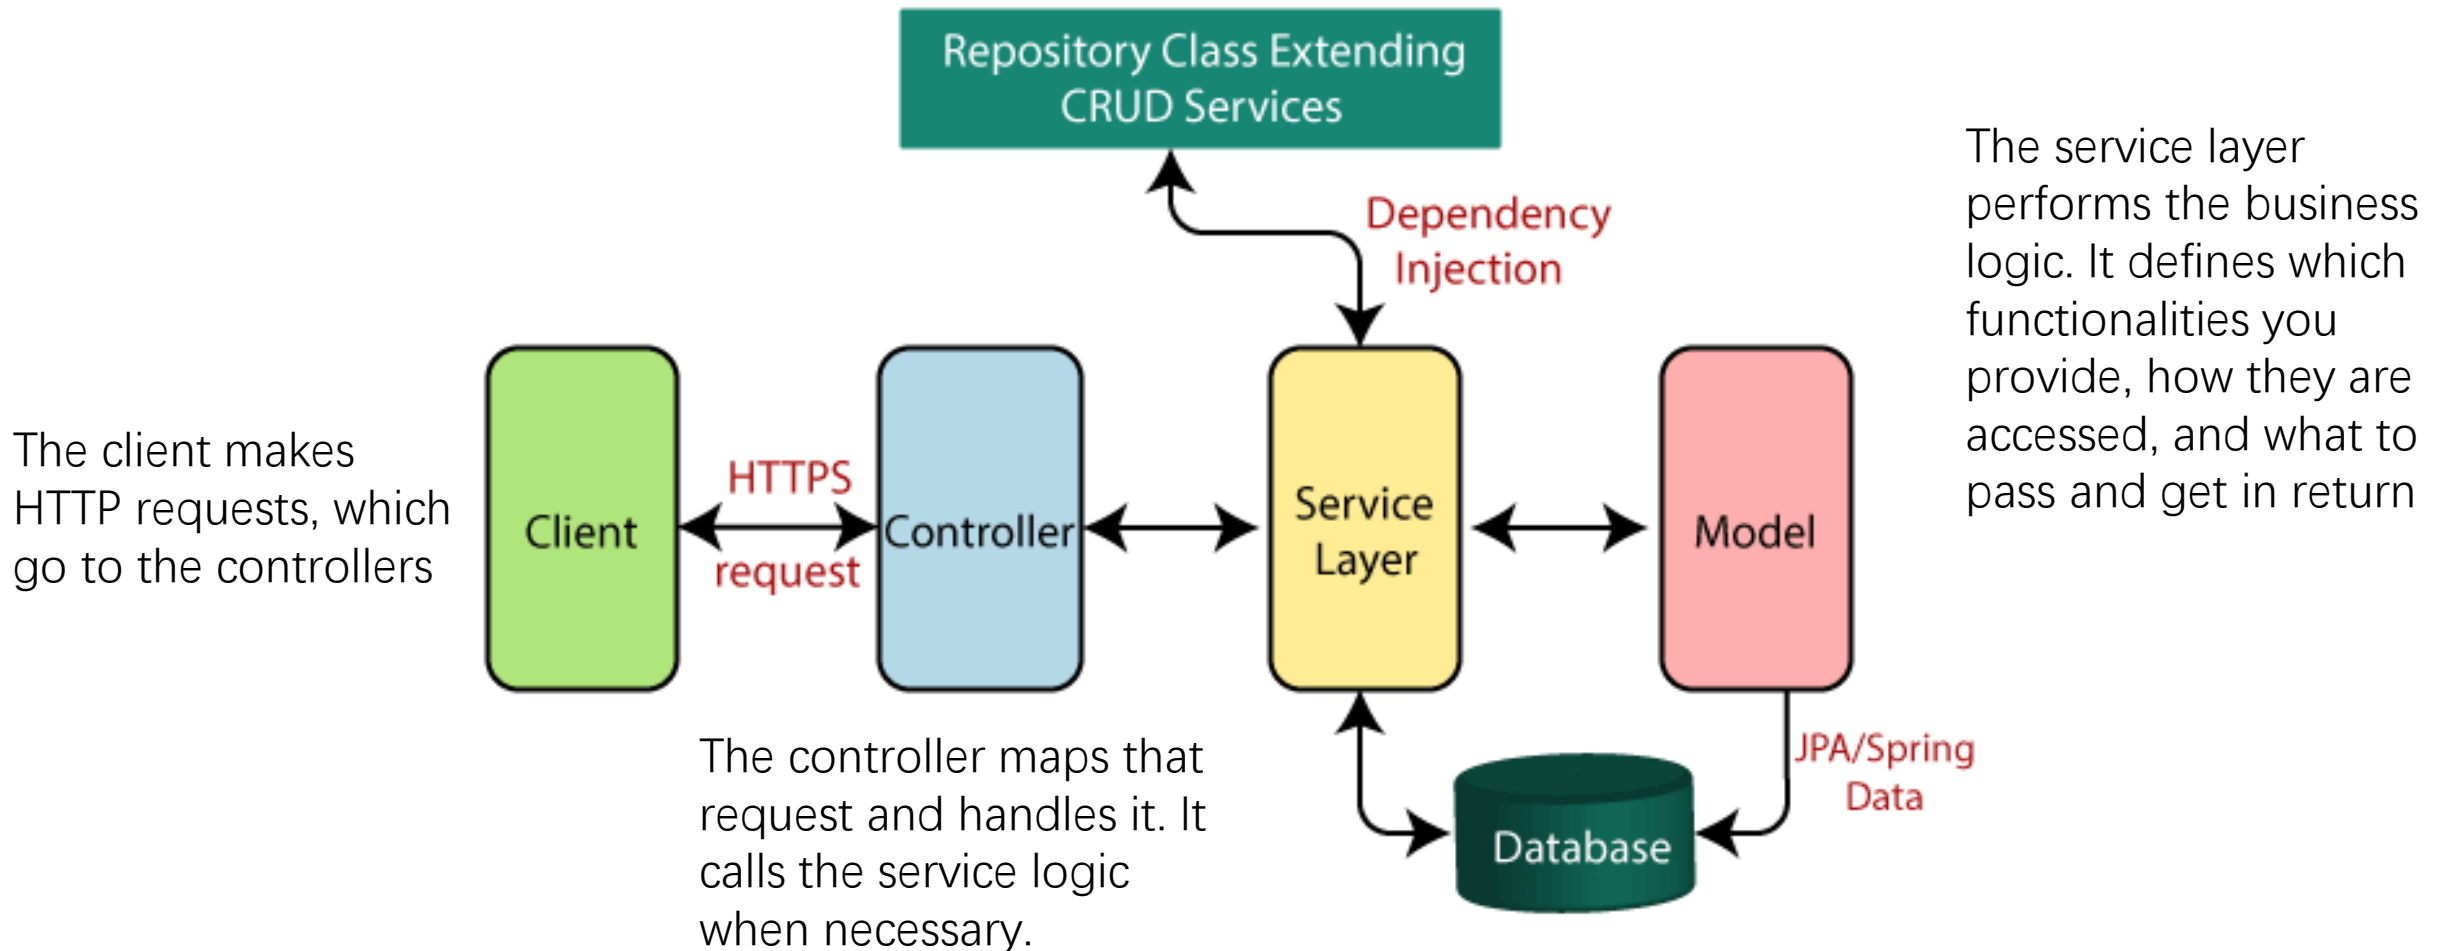 Repository Class Extending
CRUD Services
Dependency
Injection
The service layer
performs the business
logic. It defines which
functionalities you
provide, how they are
accessed, and what to
pass and get in return
The client makes
HTTP requests, which
go to the controllers
Client
HTTPS
request
Controller
Service
Layer
Model
The controller maps that
request and handles it. It
calls the service logic
when necessary.
JPA/Spring
Data
Database